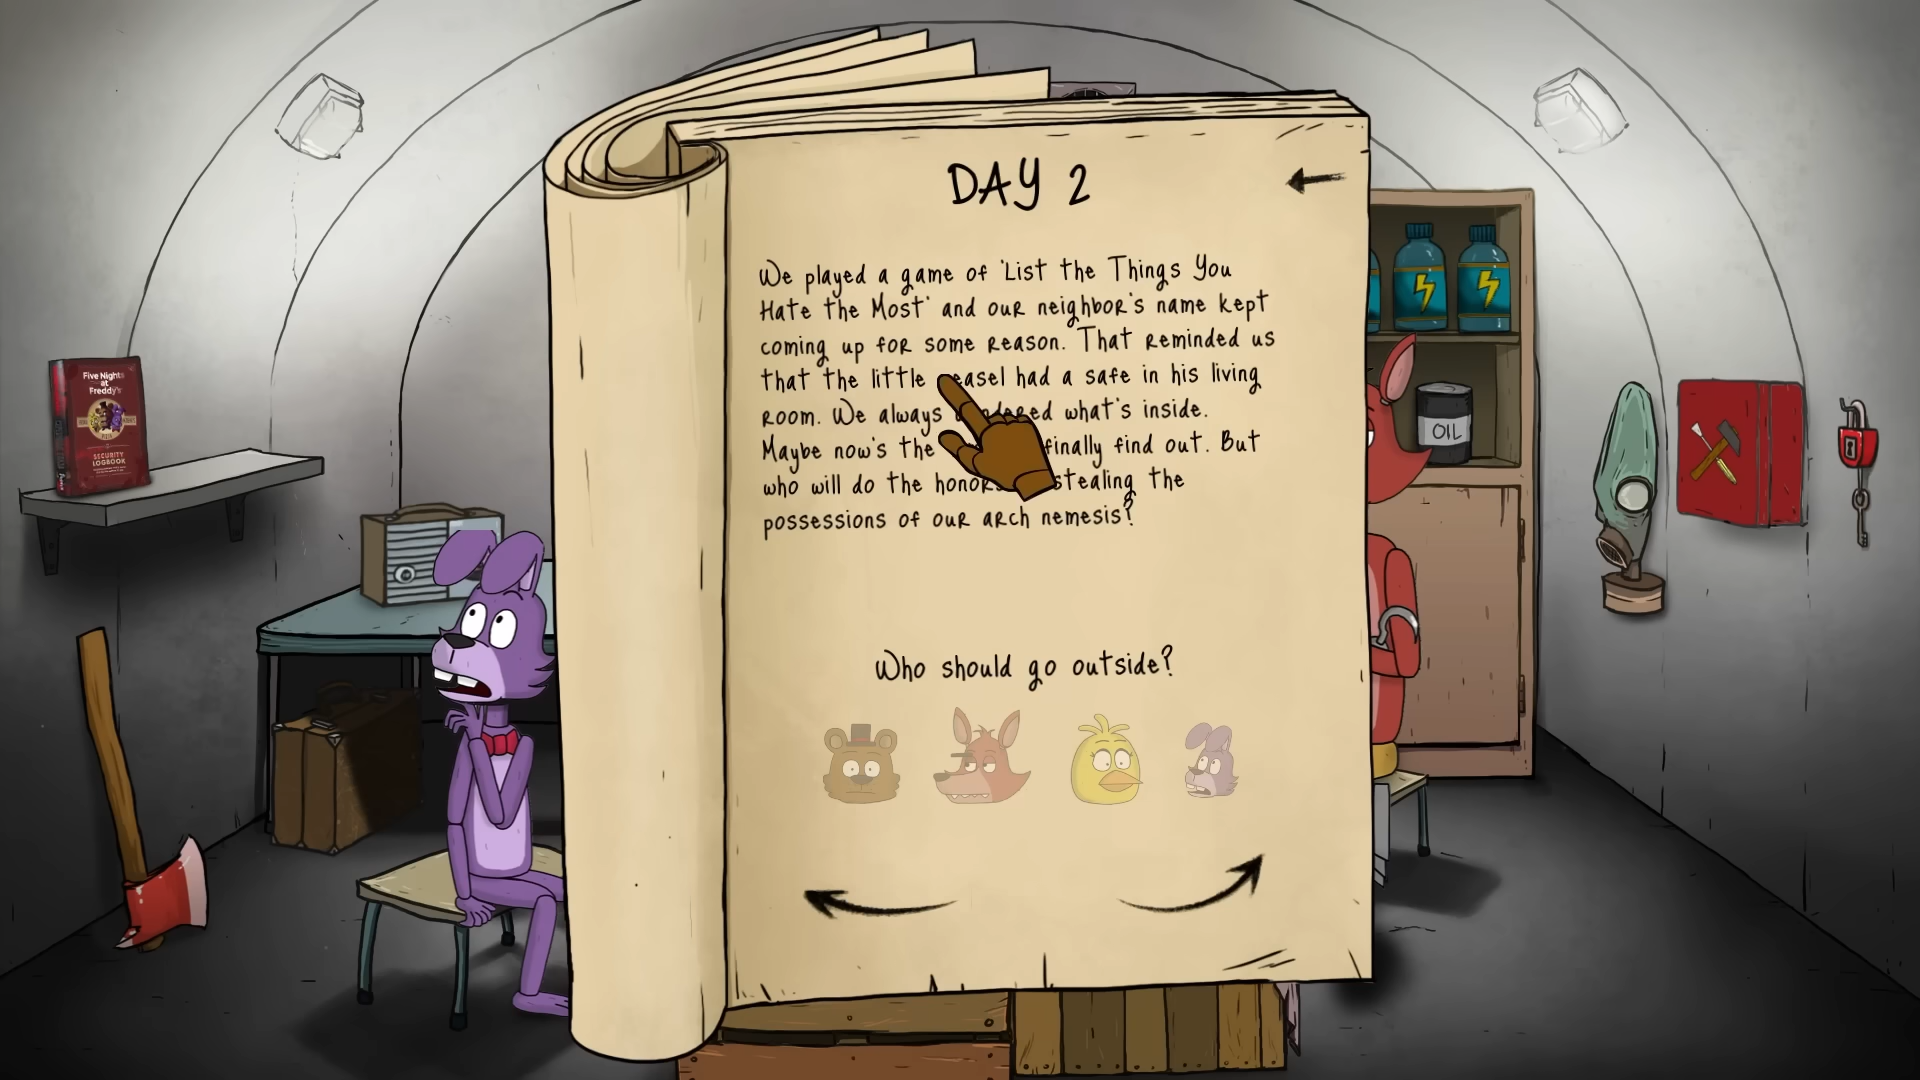 DAY 2
We played a game of 'List the Things You
Hate the Most' and our neighbor's name kept
coming up for some reason. That reminded us
that the little easel had a safe in his living
room. We always dered what's inside.
Maybe now's the finally find out. But
who will do the honors stealing the
possessions of our arch nemesis?
Who should go outside?
Five Nights
at
Freddy's
SECURITY
LOGBOOK
OIL